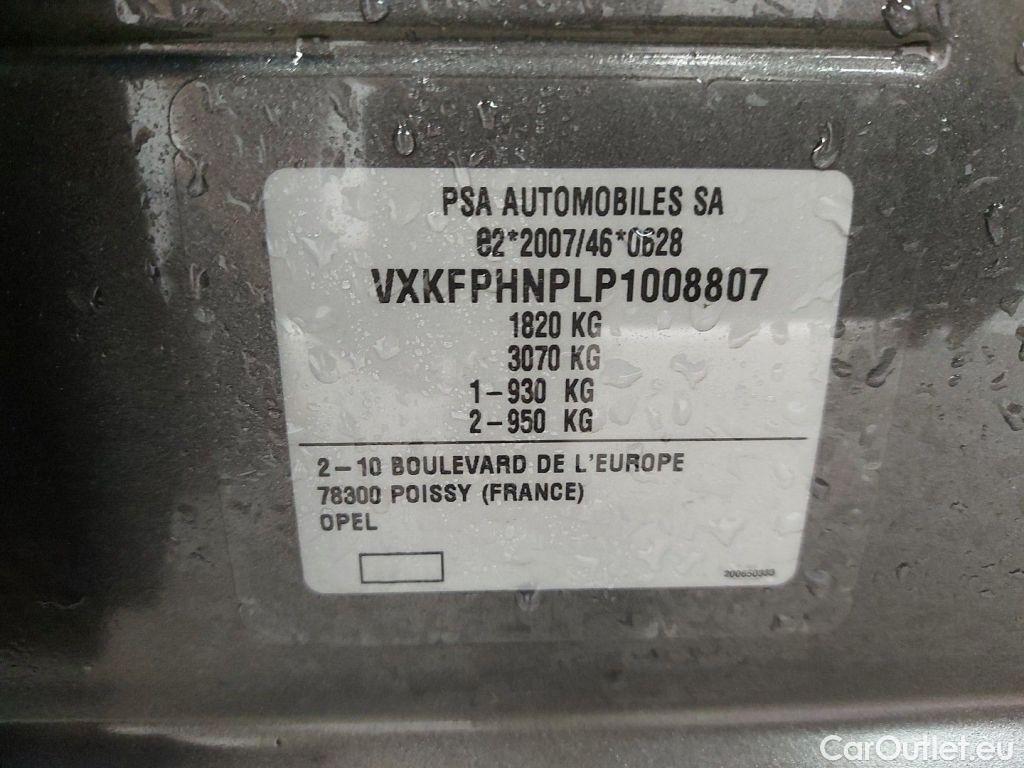 PSA AUTOMOBILES SA
e2*2007/46*0628
VXKFPHNPLP1008807
1820 KG
3070 KG
1-930 KG
2-950 KG
2-10 BOULEVARD DE L'EUROPE
78300 POISSY (FRANCE)
OPEL
200650333
CarOutlet.eu